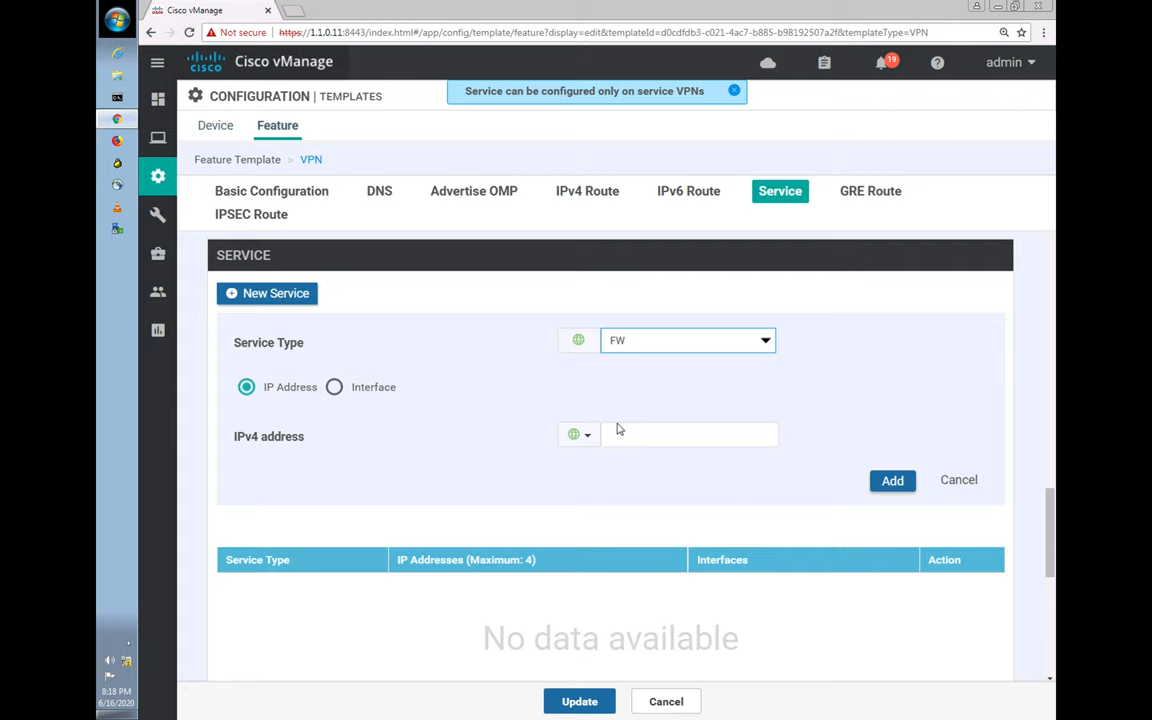 Cisco vManage
Not secure | https://1.1.0.11:8443/index.html#/app/config/template/feature?display=edit&templateId=d0cdfdb3-c021-4ac7-b885-b98192507a2f&templateType=VPN
CISCO Cisco vManage
19
admin
CONFIGURATION | TEMPLATES
Service can be configured only on service VPNs
Device Feature
Feature Template > VPN
Basic Configuration DNS Advertise OMP IPv4 Route IPv6 Route Service GRE Route
IPSEC Route
SERVICE
New Service
Service Type FW
IP Address Interface
IPv4 address
Add Cancel
Service Type IP Addresses (Maximum: 4) Interfaces Action
No data available
Update Cancel
8:18 PM
6/16/2020